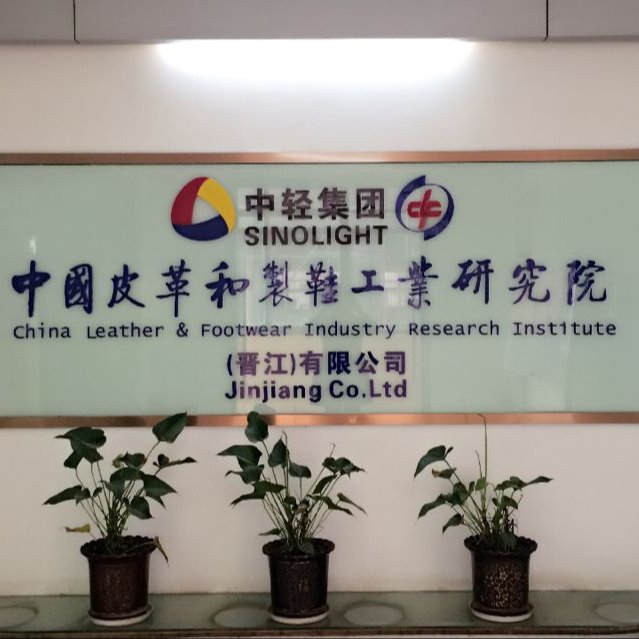 中轻集团
SINOLIGHT
中國皮革和製鞋工業研究院
China Leather & Footwear Industry Research Institute
(晋江)有限公司
Jinjiang Co.Ltd